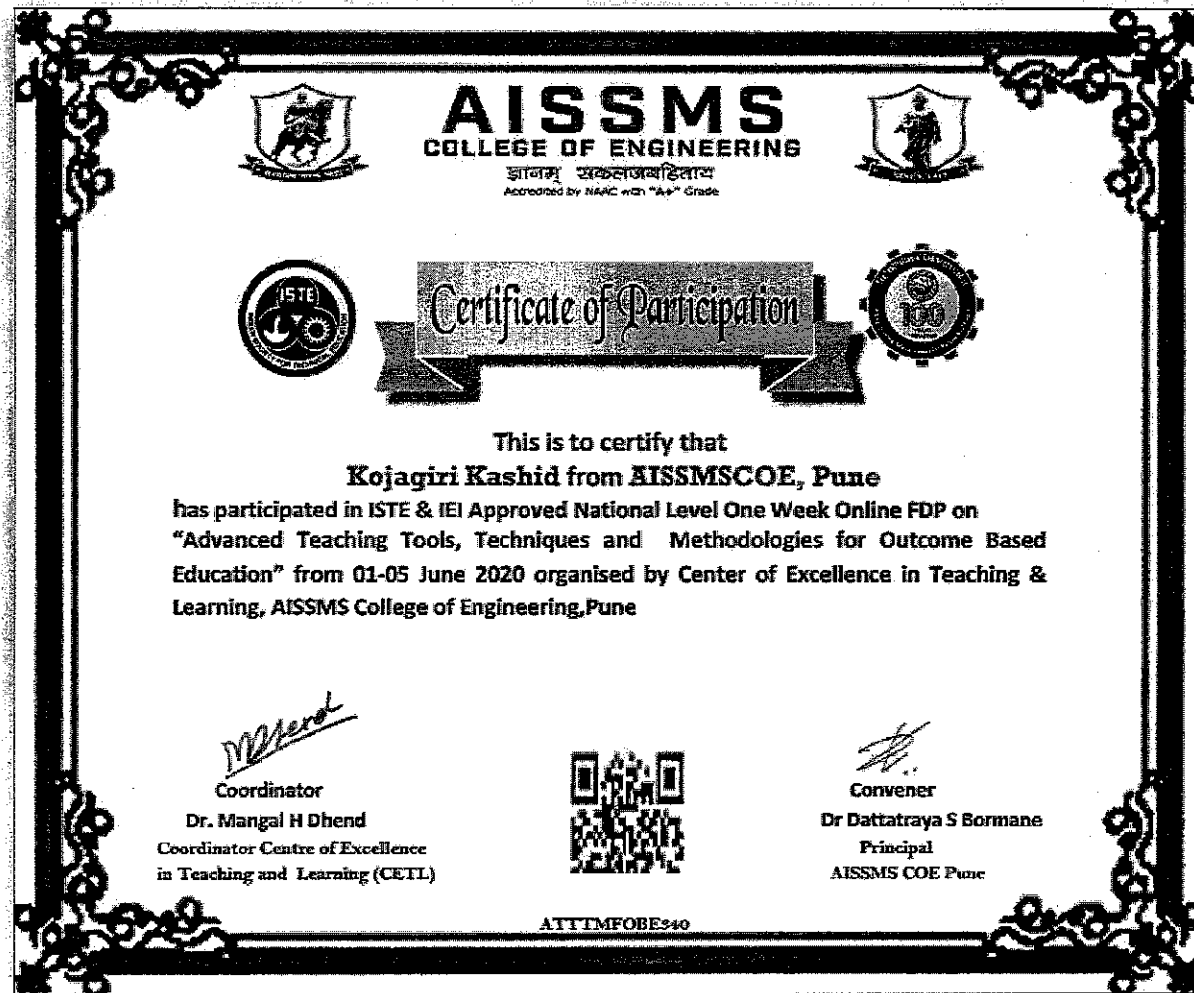 AISSMS
COLLEGE OF ENGINEERING
ज्ञानम् सकलजनहिताय
Accredited by NAAC with "A+" Grade
ISTE
100
Certificate of Participation
This is to certify that
Kojagiri Kashid from AISSMSCOE, Pune
has participated in ISTE & IEI Approved National Level One Week Online FDP on
"Advanced Teaching Tools, Techniques and Methodologies for Outcome Based
Education" from 01-05 June 2020 organised by Center of Excellence in Teaching &
Learning, AISSMS College of Engineering,Pune
Coordinator
Dr. Mangal H Dhend
Coordinator Centre of Excellence
in Teaching and Learning (CETL)
Convener
Dr Dattatraya S Bormane
Principal
AISSMS COE Pune
ATTTMFOBE340